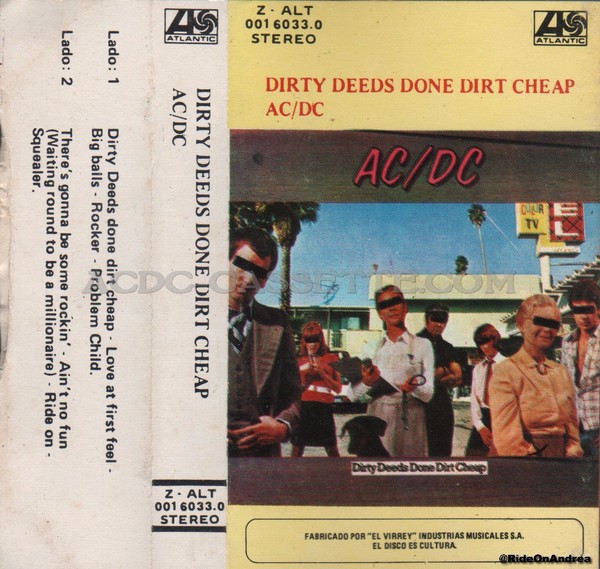 ATLANTIC
Lado: 1
Dirty Deeds done dirt cheap - Love at first feel -
Big balls - Rocker - Problem Child.
Lado: 2
There's gonna be some rockin' - Ain't no fun
(Waiting round to be a millionaire) - Ride on -
Squealer.
ATLANTIC
DIRTY DEEDS DONE DIRT CHEAP
AC/DC
Z - ALT
001 6033.0
STEREO
Z - ALT
001 6033.0
STEREO
ATLANTIC
DIRTY DEEDS DONE DIRT CHEAP
AC/DC
AC/DC
COLOR
TV
EL
ACDC-CASSETTE.COM
Dirty Deeds Done Dirt Cheap
FABRICADO POR "EL VIRREY" INDUSTRIAS MUSICALES S.A.
EL DISCO ES CULTURA.
@RideOnAndrea